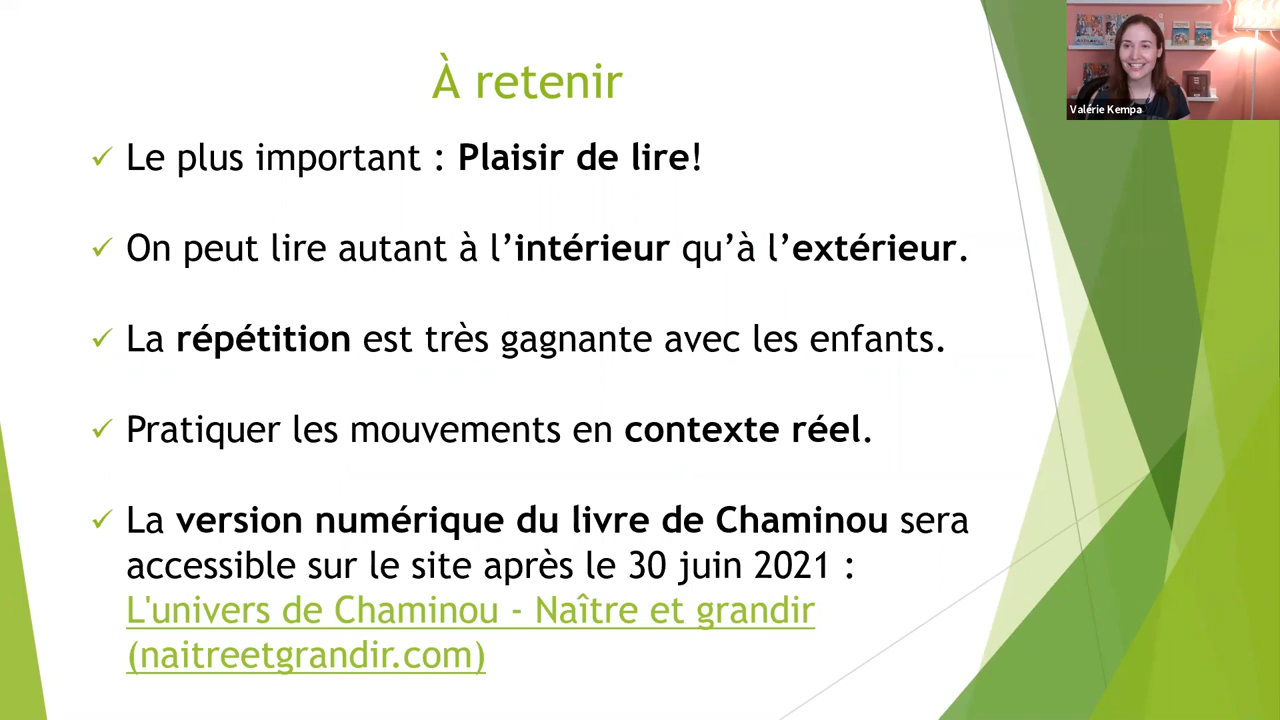 À retenir
Valérie Kempa
Le plus important : Plaisir de lire!
On peut lire autant à l’intérieur qu’à l’extérieur.
La répétition est très gagnante avec les enfants.
Pratiquer les mouvements en contexte réel.
La version numérique du livre de Chaminou sera
accessible sur le site après le 30 juin 2021 :
L'univers de Chaminou - Naître et grandir
(naitreetgrandir.com)